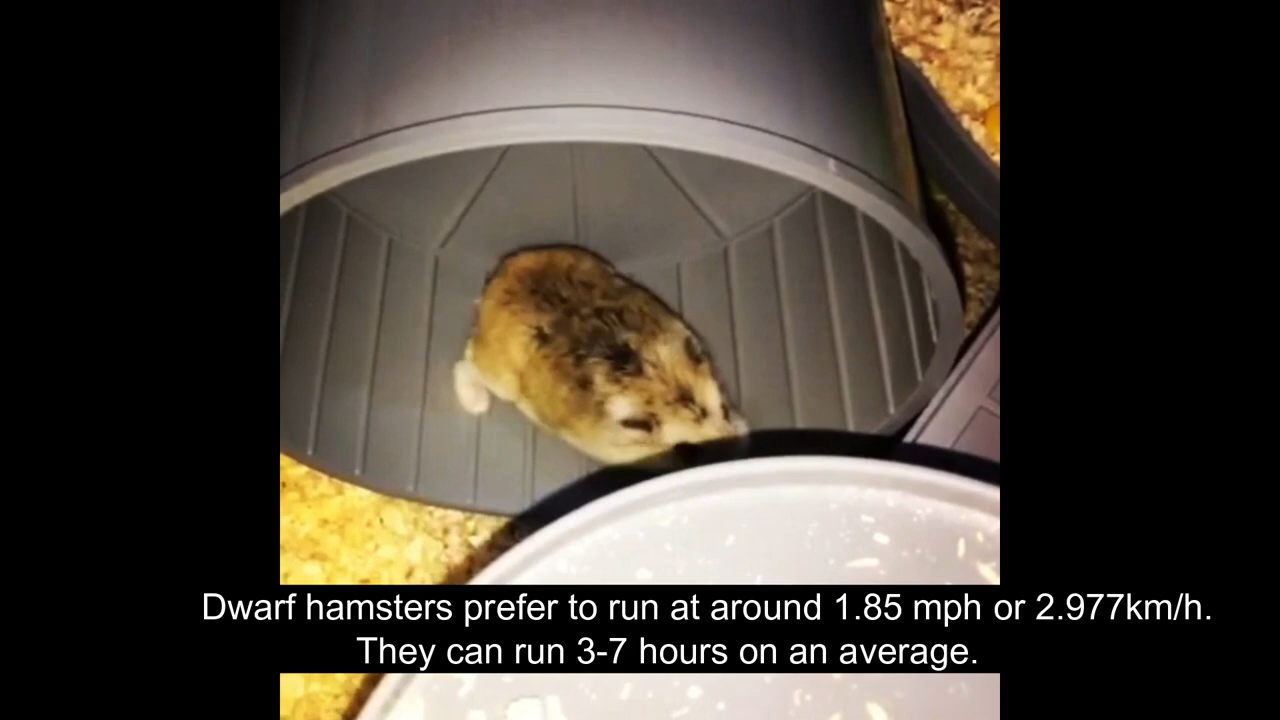 Dwarf hamsters prefer to run at around 1.85 mph or 2.977km/h.
They can run 3-7 hours on an average.